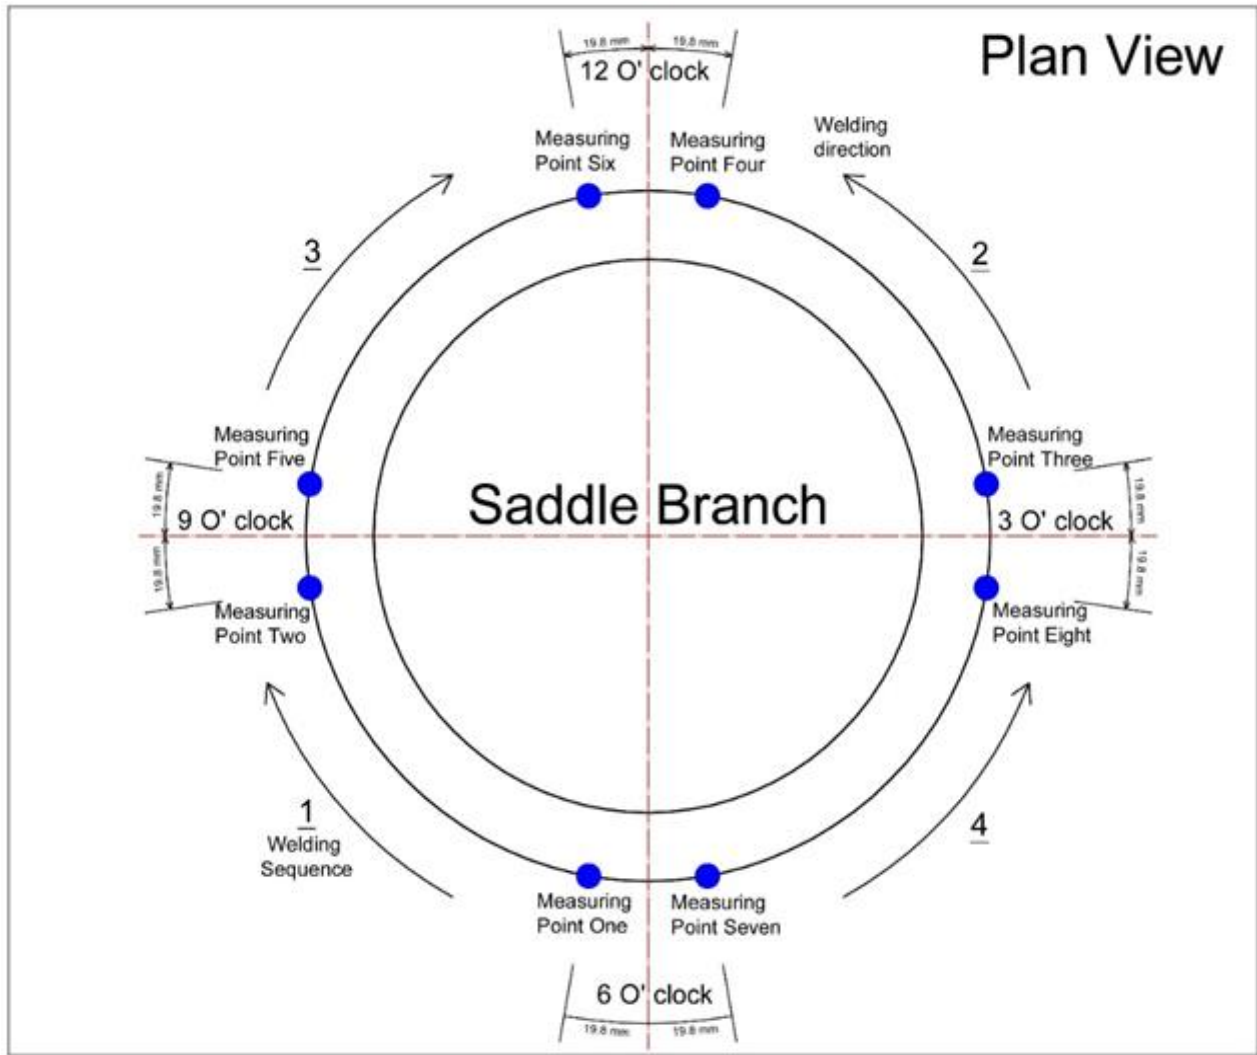 Plan View
19.8 mm
19.8 mm
12 O' clock
Measuring
Point Six
Measuring
Point Four
Welding
direction
3
2
Measuring
Point Five
Measuring
Point Three
19.8 mm
9 O' clock
Saddle Branch
3 O' clock
19.8 mm
19.8 mm
19.8 mm
Measuring
Point Two
Measuring
Point Eight
1
Welding
Sequence
4
Measuring
Point One
Measuring
Point Seven
6 O' clock
19.8 mm
19.8 mm